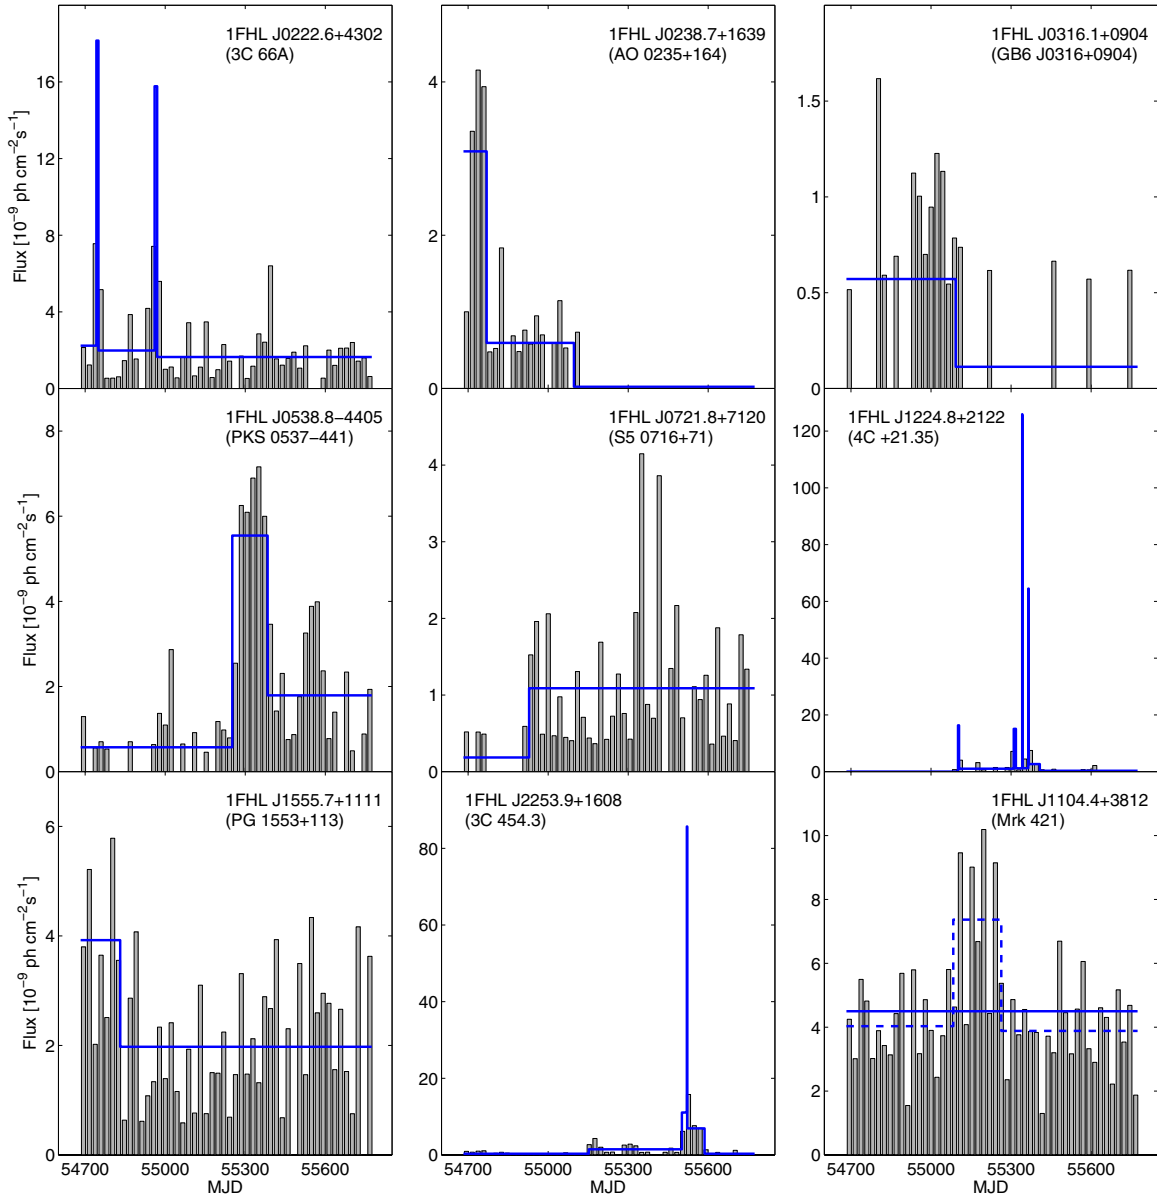 1FHL J0222.6+4302
(3C 66A)
1FHL J0238.7+1639
(AO 0235+164)
1FHL J0316.1+0904
(GB6 J0316+0904)
Flux [10−9 ph cm−2s−1]
16
12
8
4
0
4
2
0
1.5
1
0.5
0
1FHL J0538.8−4405
(PKS 0537−441)
1FHL J0721.8+7120
(S5 0716+71)
1FHL J1224.8+2122
(4C +21.35)
Flux [10−9 ph cm−2s−1]
8
6
4
2
0
4
3
2
1
0
120
100
80
60
40
20
0
1FHL J1555.7+1111
(PG 1553+113)
1FHL J2253.9+1608
(3C 454.3)
1FHL J1104.4+3812
(Mrk 421)
Flux [10−9 ph cm−2s−1]
6
4
2
0
80
60
40
20
0
10
8
6
4
2
0
54700 55000 55300 55600
54700 55000 55300 55600
54700 55000 55300 55600
MJD
MJD
MJD